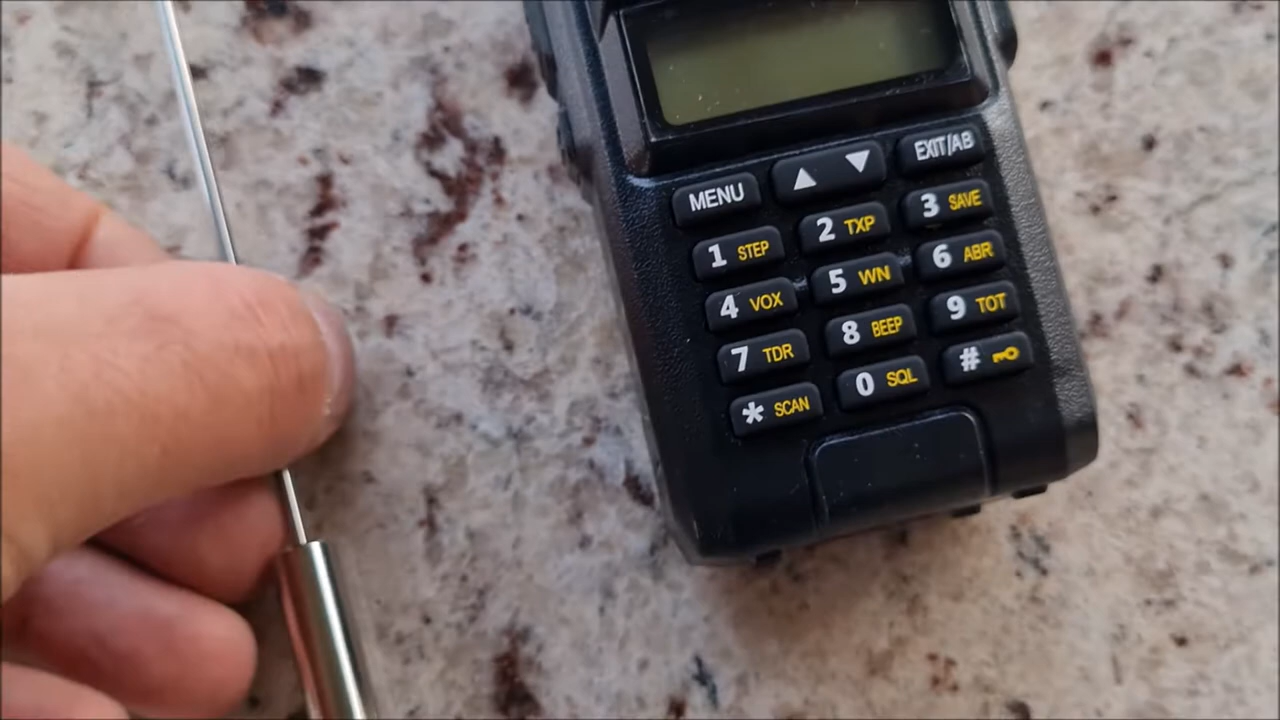 MENU ▲ ▼ EXIT/AB
1 STEP 2 TXP 3 SAVE
4 VOX 5 WN 6 ABR
7 TDR 8 BEEP 9 TOT
* SCAN 0 SQL #